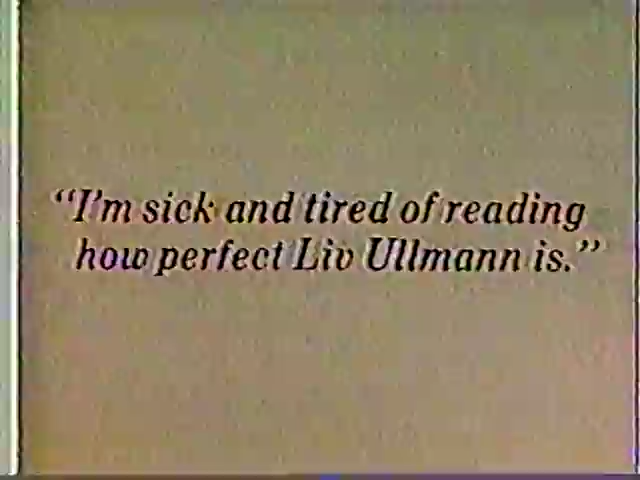 “I’m sick and tired of reading
how perfect Liv Ullmann is.”